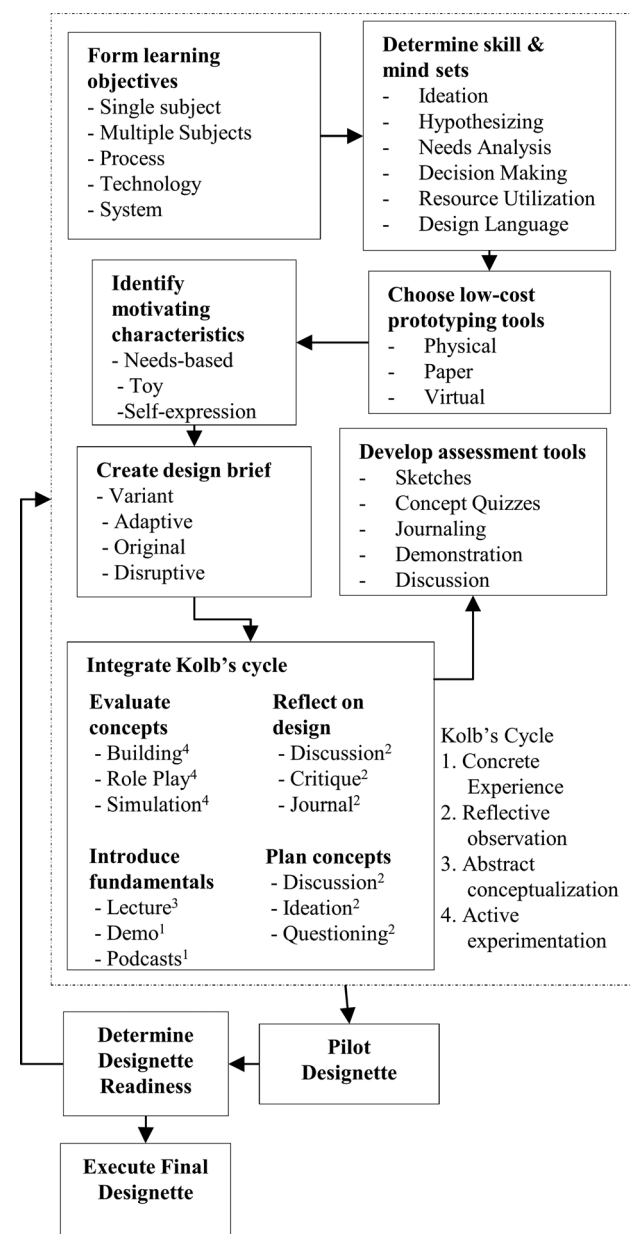 Form learning
objectives
- Single subject
- Multiple Subjects
- Process
- Technology
- System
Determine skill &
mind sets
- Ideation
- Hypothesizing
- Needs Analysis
- Decision Making
- Resource Utilization
- Design Language
Choose low-cost
prototyping tools
- Physical
- Paper
- Virtual
Identify
motivating
characteristics
- Needs-based
- Toy
-Self-expression
Create design brief
- Variant
- Adaptive
- Original
- Disruptive
Integrate Kolb’s cycle
Evaluate
concepts
- Building⁴
- Role Play⁴
- Simulation⁴
Reflect on
design
- Discussion²
- Critique²
- Journal²
Introduce
fundamentals
- Lecture³
- Demo¹
- Podcasts¹
Plan concepts
- Discussion²
- Ideation²
- Questioning²
Develop assessment tools
- Sketches
- Concept Quizzes
- Journaling
- Demonstration
- Discussion
Kolb’s Cycle
1. Concrete
Experience
2. Reflective
observation
3. Abstract
conceptualization
4. Active
experimentation
Pilot
Designette
Determine
Designette
Readiness
Execute Final
Designette